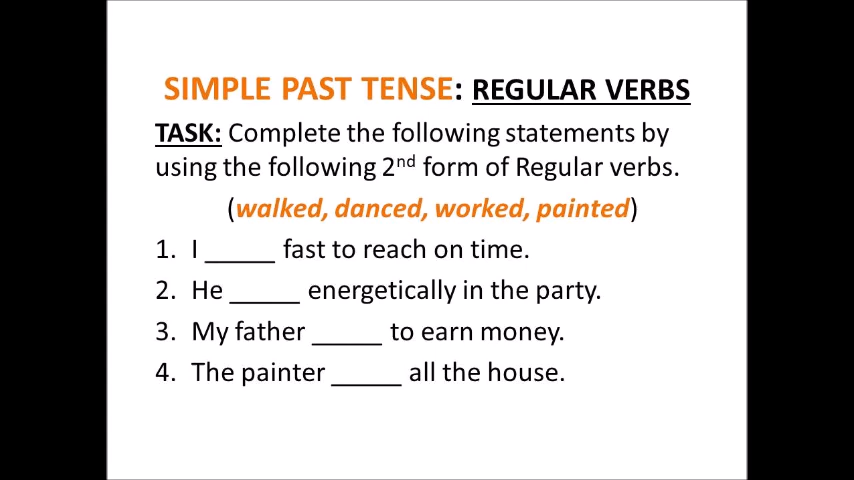 SIMPLE PAST TENSE: REGULAR VERBS
TASK: Complete the following statements by
using the following 2nd form of Regular verbs.
(walked, danced, worked, painted)
1. I _____ fast to reach on time.
2. He _____ energetically in the party.
3. My father _____ to earn money.
4. The painter _____ all the house.